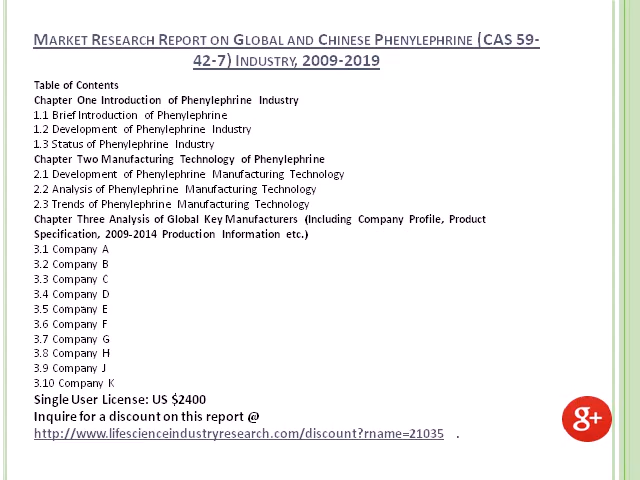 MARKET RESEARCH REPORT ON GLOBAL AND CHINESE PHENYLEPHRINE (CAS 59-
42-7) INDUSTRY, 2009-2019
Table of Contents
Chapter One Introduction of Phenylephrine Industry
1.1 Brief Introduction of Phenylephrine
1.2 Development of Phenylephrine Industry
1.3 Status of Phenylephrine Industry
Chapter Two Manufacturing Technology of Phenylephrine
2.1 Development of Phenylephrine Manufacturing Technology
2.2 Analysis of Phenylephrine Manufacturing Technology
2.3 Trends of Phenylephrine Manufacturing Technology
Chapter Three Analysis of Global Key Manufacturers (Including Company Profile, Product
Specification, 2009-2014 Production Information etc.)
3.1 Company A
3.2 Company B
3.3 Company C
3.4 Company D
3.5 Company E
3.6 Company F
3.7 Company G
3.8 Company H
3.9 Company J
3.10 Company K
Single User License: US $2400
Inquire for a discount on this report @
http://www.lifescienceindustryresearch.com/discount?rname=21035 .
g+